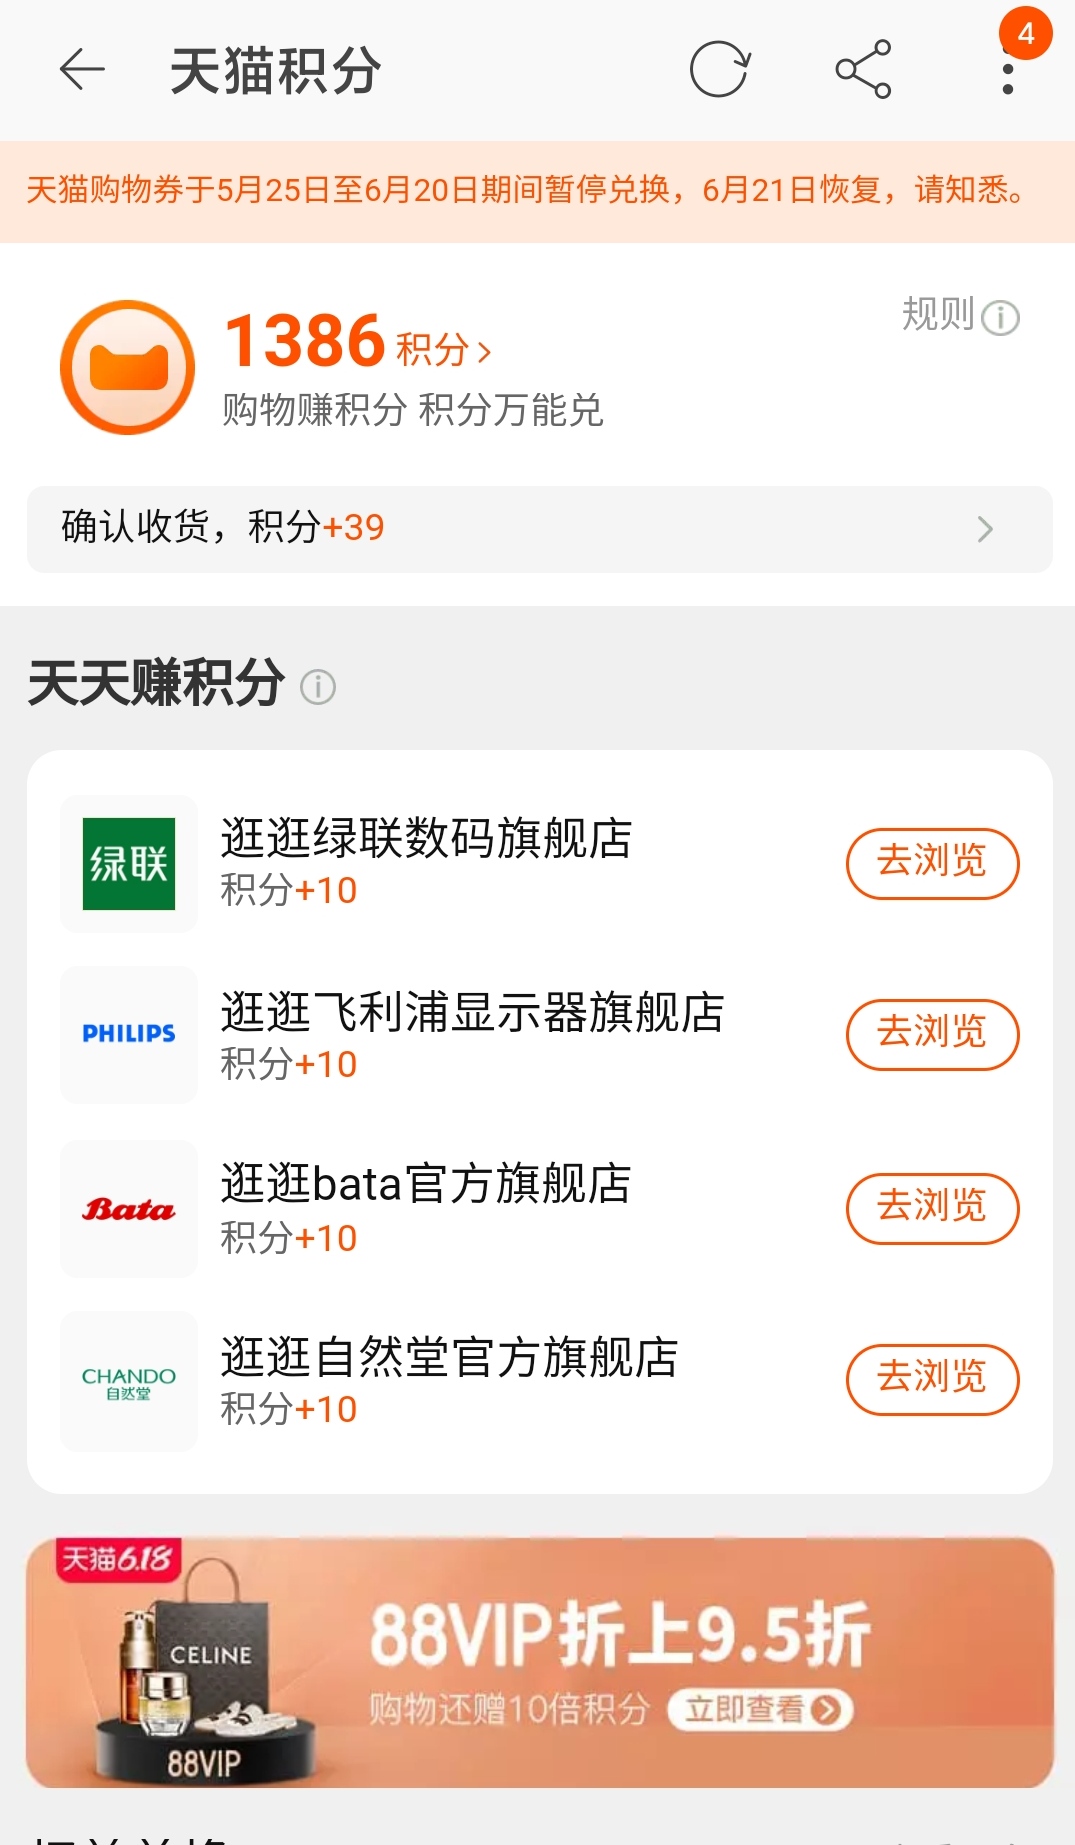 天猫积分
4
天猫购物券于5月25日至6月20日期间暂停兑换，6月21日恢复，请知悉。
1386 积分
规则
购物赚积分 积分万能兑
确认收货，积分+39
天天赚积分
绿联
逛逛绿联数码旗舰店
积分+10
去浏览
PHILIPS
逛逛飞利浦显示器旗舰店
积分+10
去浏览
Bata
逛逛bata官方旗舰店
积分+10
去浏览
CHANDO
自然堂
逛逛自然堂官方旗舰店
积分+10
去浏览
天猫6.18
CELINE
88VIP
88VIP折上9.5折
购物还赠10倍积分 立即查看